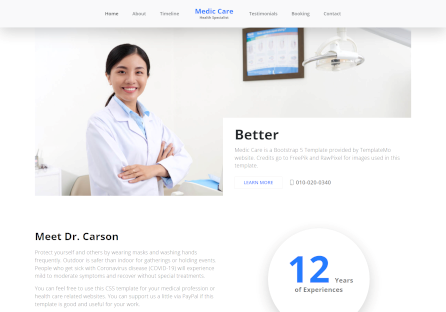 Home About Timeline Medic Care Health Specialist Testimonials Booking Contact
Better
Medic Care is a Bootstrap 5 Template provided by TemplateMo
website. Credits go to FreePik and RawPixel for images used in this
template.
LEARN MORE 010-020-0340
Meet Dr. Carson
Protect yourself and others by wearing masks and washing hands
frequently. Outdoor is safer than indoor for gatherings or holding events.
People who get sick with Coronavirus disease (COVID-19) will experience
mild to moderate symptoms and recover without special treatments.
You can feel free to use this CSS template for your medical profession or
health care related websites. You can support us a little via PayPal if this
template is good and useful for your work.
12 Years
of Experiences